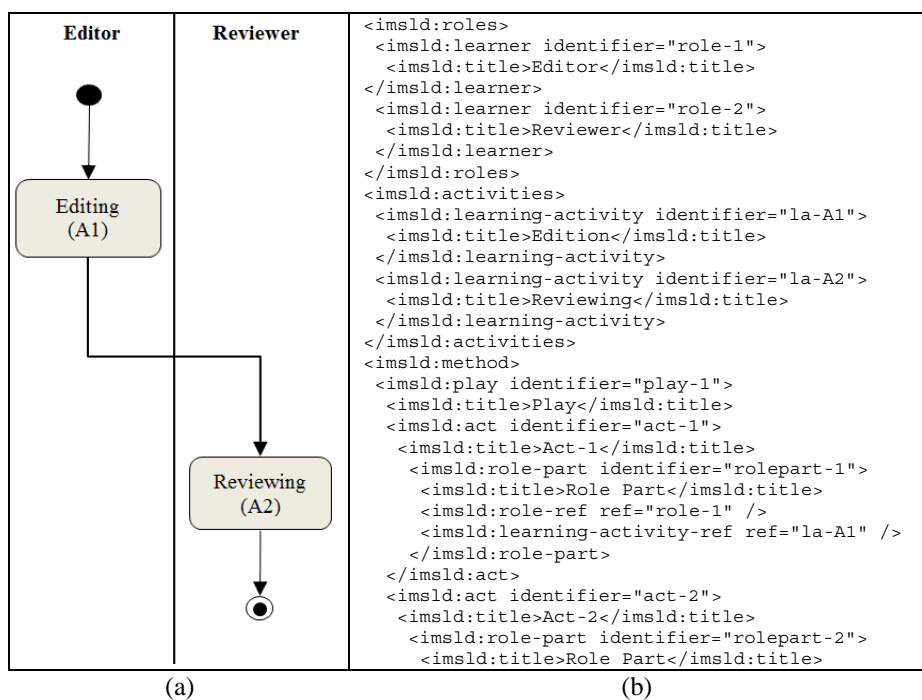 Editor
Reviewer
Editing
(A1)
Reviewing
(A2)
<imsld:roles>
 <imsld:learner identifier="role-1">
  <imsld:title>Editor</imsld:title>
</imsld:learner>
 <imsld:learner identifier="role-2">
  <imsld:title>Reviewer</imsld:title>
 </imsld:learner>
</imsld:roles>
<imsld:activities>
 <imsld:learning-activity identifier="la-A1">
  <imsld:title>Edition</imsld:title>
 </imsld:learning-activity>
 <imsld:learning-activity identifier="la-A2">
  <imsld:title>Reviewing</imsld:title>
 </imsld:learning-activity>
</imsld:activities>
<imsld:method>
 <imsld:play identifier="play-1">
  <imsld:title>Play</imsld:title>
  <imsld:act identifier="act-1">
   <imsld:title>Act-1</imsld:title>
    <imsld:role-part identifier="rolepart-1">
     <imsld:title>Role Part</imsld:title>
     <imsld:role-ref ref="role-1" />
     <imsld:learning-activity-ref ref="la-A1" />
    </imsld:role-part>
  </imsld:act>
  <imsld:act identifier="act-2">
   <imsld:title>Act-2</imsld:title>
    <imsld:role-part identifier="rolepart-2">
     <imsld:title>Role Part</imsld:title>
(a)
(b)